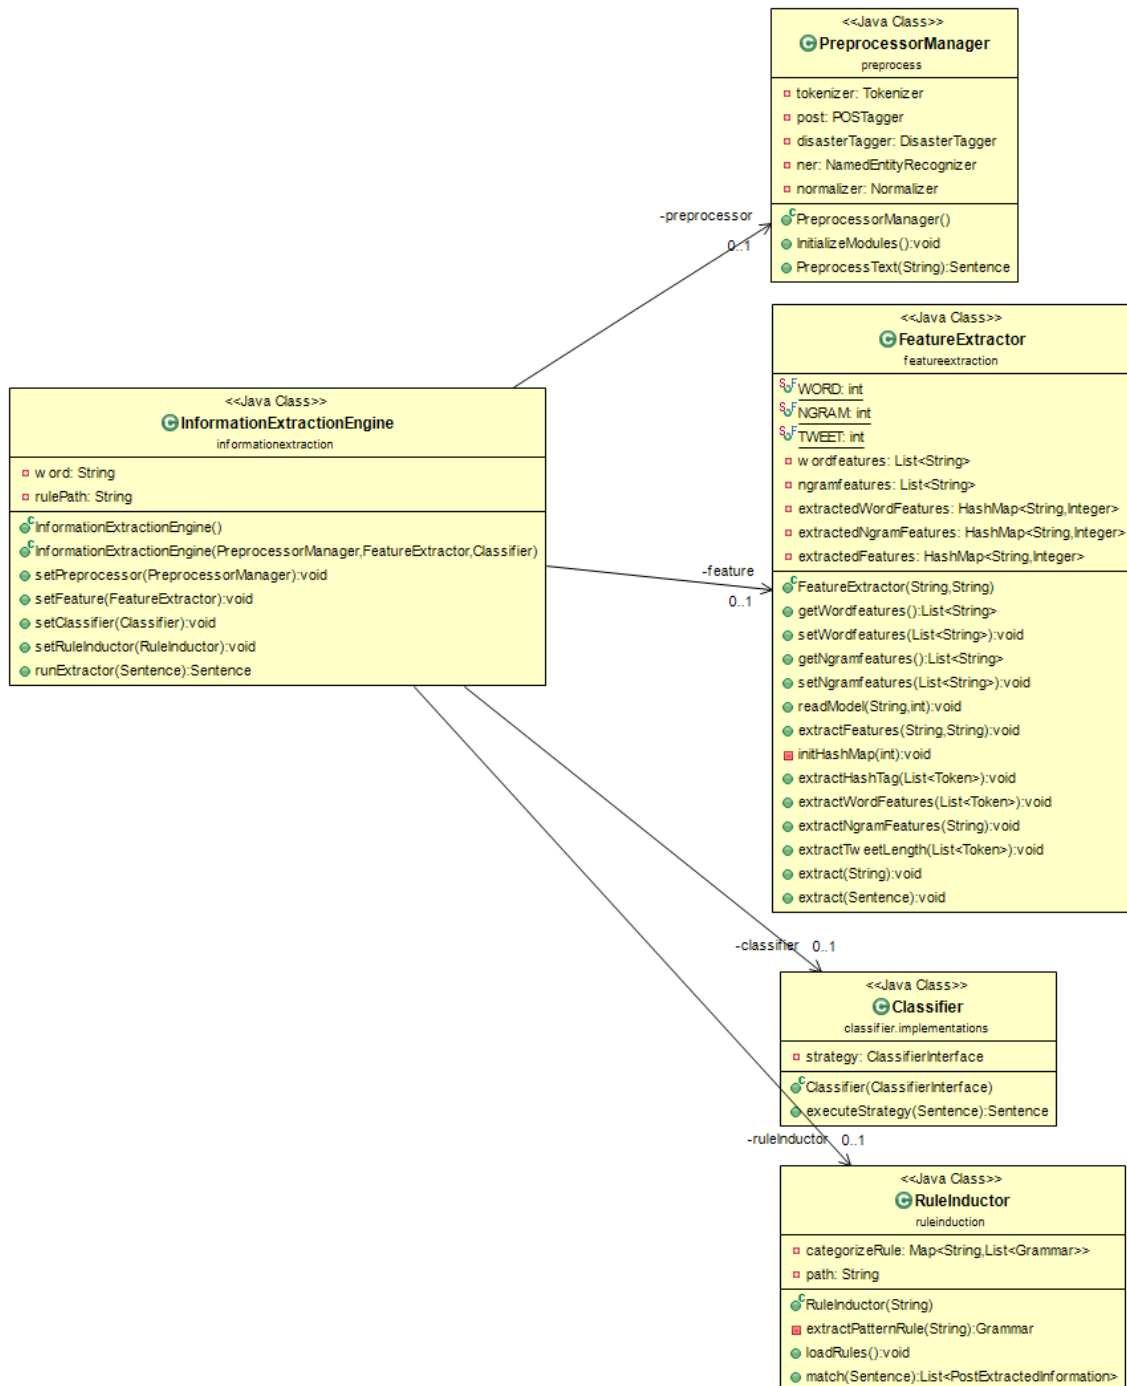 <<Java Class>>
PreprocessorManager
preprocess
tokenizer: Tokenizer
post: POSTagger
disasterTagger: DisasterTagger
ner: NamedEntityRecognizer
normalizer: Normalizer
PreprocessorManager()
InitializeModules():void
PreprocessText(String):Sentence
-preprocessor
0..1
<<Java Class>>
FeatureExtractor
featureextraction
WORD: int
NGRAM: int
TWEET: int
wordfeatures: List<String>
ngramfeatures: List<String>
extractedWordFeatures: HashMap<String,Integer>
extractedNgramFeatures: HashMap<String,Integer>
extractedFeatures: HashMap<String,Integer>
FeatureExtractor(String,String)
getWordfeatures():List<String>
setWordfeatures(List<String>):void
getNgramfeatures():List<String>
setNgramfeatures(List<String>):void
readModel(String,int):void
extractFeatures(String,String):void
initHashMap(int):void
extractHashTag(List<Token>):void
extractWordFeatures(List<Token>):void
extractNgramFeatures(String):void
extractTweetLength(List<Token>):void
extract(String):void
extract(Sentence):void
<<Java Class>>
InformationExtractionEngine
informationextraction
word: String
rulePath: String
InformationExtractionEngine()
InformationExtractionEngine(PreprocessorManager,FeatureExtractor,Classifier)
setPreprocessor(PreprocessorManager):void
setFeature(FeatureExtractor):void
setClassifier(Classifier):void
setRuleInductor(RuleInductor):void
runExtractor(Sentence):Sentence
-feature
0..1
-classifier 0..1
<<Java Class>>
Classifier
classifier.implementations
strategy: ClassifierInterface
Classifier(ClassifierInterface)
executeStrategy(Sentence):Sentence
-ruleInductor 0..1
<<Java Class>>
RuleInductor
ruleinduction
categorizeRule: Map<String,List<Grammar>>
path: String
RuleInductor(String)
extractPatternRule(String):Grammar
loadRules():void
match(Sentence):List<PostExtractedInformation>